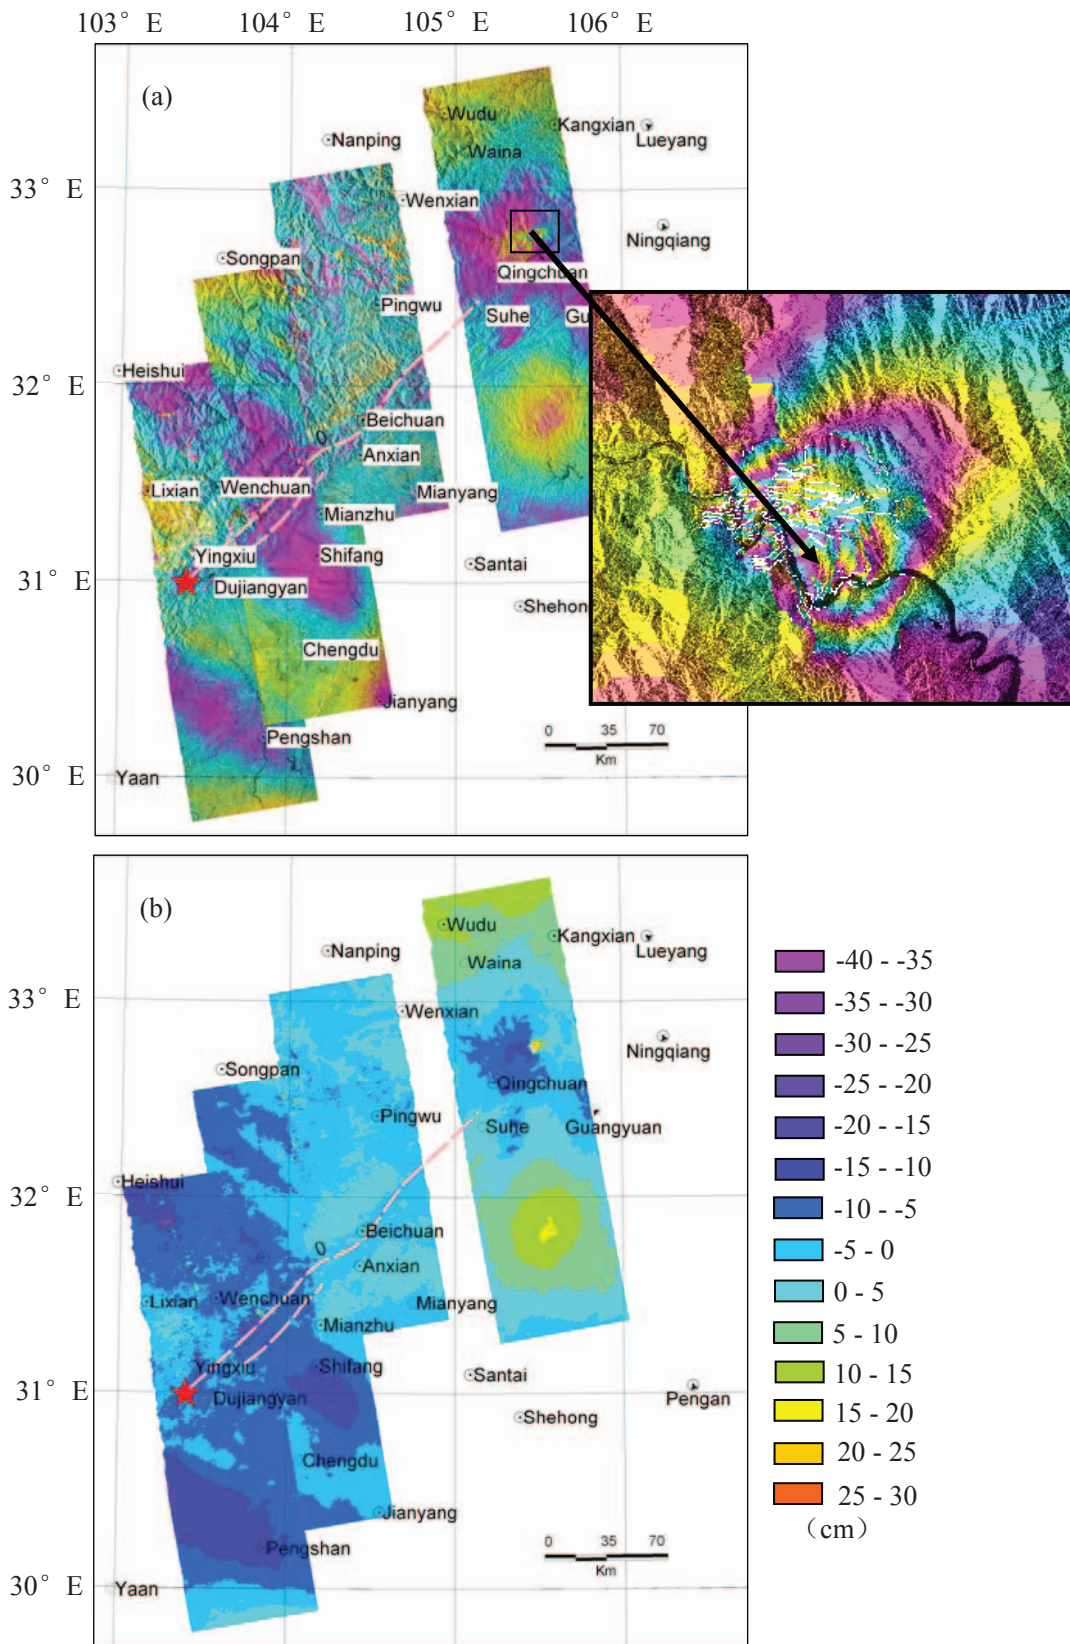 103° E 104° E 105° E 106° E
(a)
Wudu
Kangxian
Lueyang
Nanping
Waina
33° E
Wenxian
Ningqiang
Songpan
Qingchuan
Pingwu
Suhe
Gu
32° E
Heishui
Beichuan
0
Anxian
Lixian
Wenchuan
Mianyang
Mianzhu
Yingxiu
Shifang
Santai
31° E
Dujiangyan
Shehong
Chengdu
Jianyang
Pengshan
0 35 70
Km
30° E
Yaan
(b)
Wudu
Kangxian
Lueyang
Nanping
Waina
33° E
Wenxian
Ningqiang
Songpan
Qingchuan
Pingwu
Suhe
Guangyuan
32° E
Heishui
Beichuan
0
Anxian
Lixian
Wenchuan
Mianyang
Mianzhu
Yingxiu
Shifang
Santai
31° E
Dujiangyan
Pengan
Shehong
Chengdu
Jianyang
Pengshan
0 35 70
Km
30° E
Yaan
-40 - -35
-35 - -30
-30 - -25
-25 - -20
-20 - -15
-15 - -10
-10 - -5
-5 - 0
0 - 5
5 - 10
10 - 15
15 - 20
20 - 25
25 - 30
（cm）